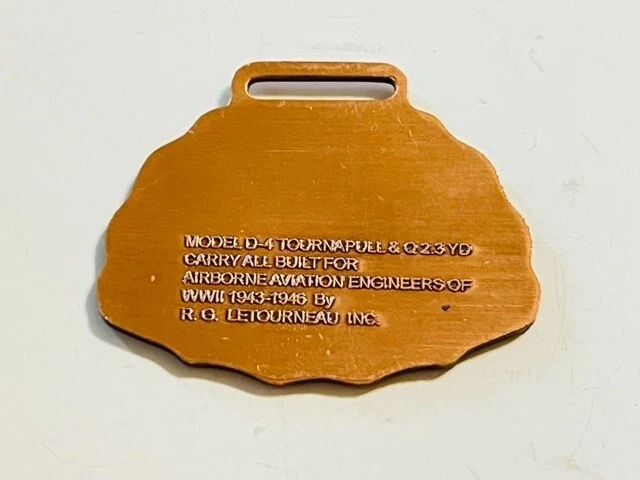 MODEL D-4 TOURNAPULL & Q 2.3 YD
CARRY ALL BUILT FOR
AIRBORNE AVIATION ENGINEERS OF
WWII 1943-1946 By
R. G. LETOURNEAU INC.